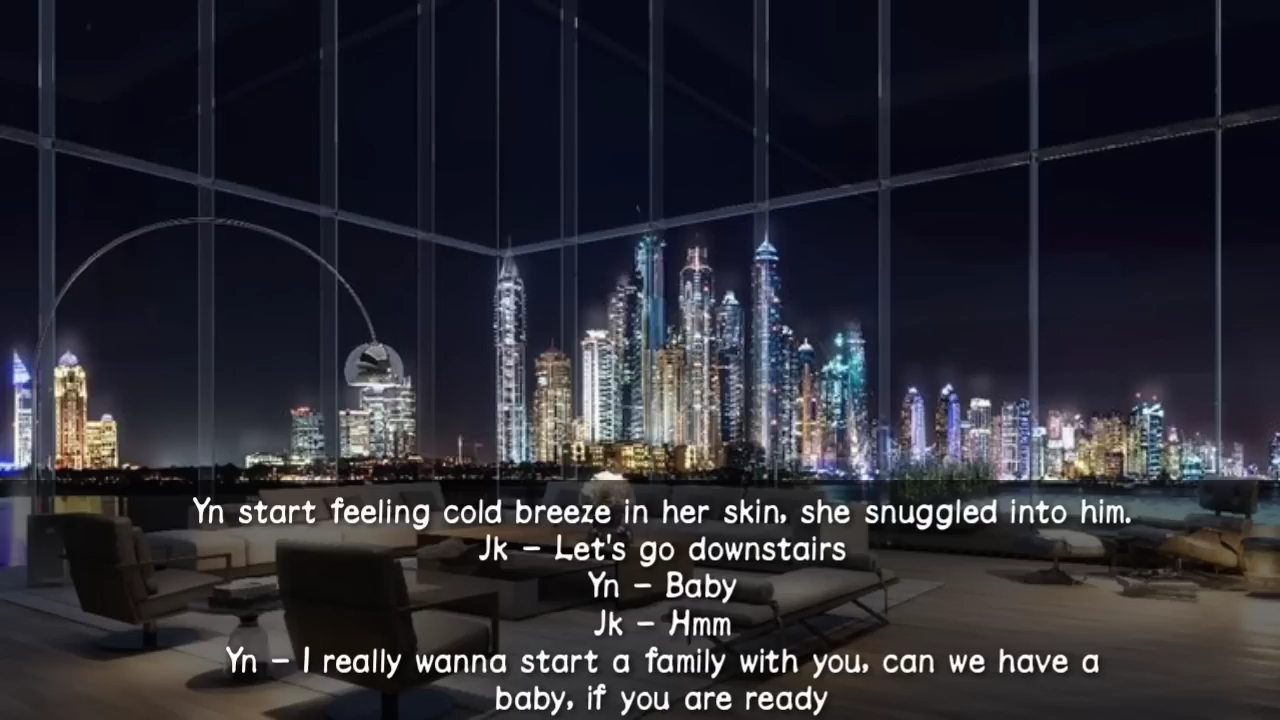 Yn start feeling cold breeze in her skin, she snuggled into him.
Jk - Let's go downstairs
Yn - Baby
Jk - Hmm
Yn - I really wanna start a family with you, can we have a
baby, if you are ready